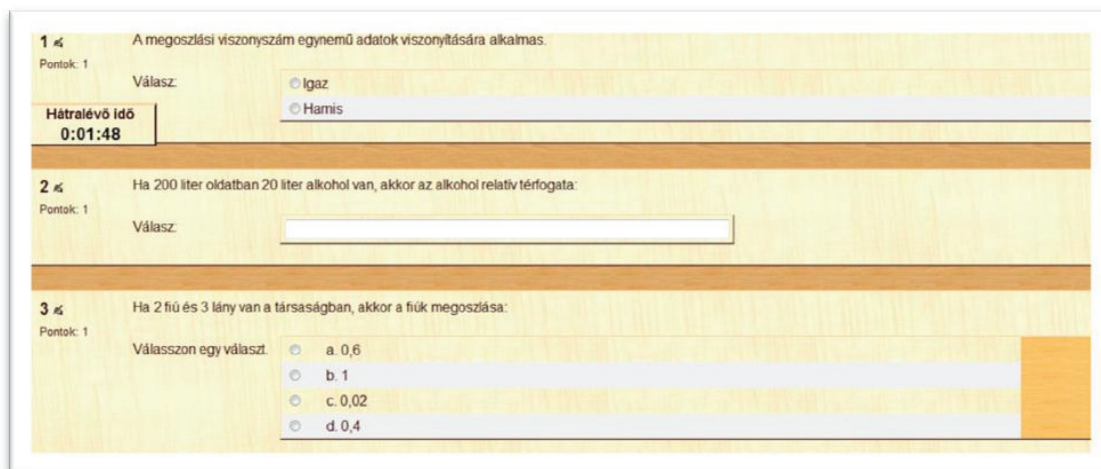 1 A megoszlási viszonyszám egynemű adatok viszonyítására alkalmas.
Pontok: 1
Válasz:
Igaz
Hamis
Hátralévő idő
0:01:48
2 Ha 200 liter oldatban 20 liter alkohol van, akkor az alkohol relatív térfogata:
Pontok: 1
Válasz:
3 Ha 2 fiú és 3 lány van a társaságban, akkor a fiúk megoszlása:
Pontok: 1
Válasszon egy választ.
a. 0,6
b. 1
c. 0,02
d. 0,4